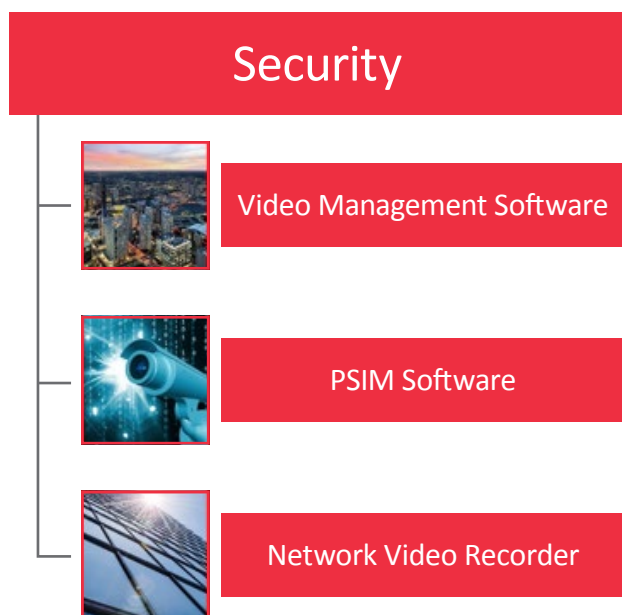 Security
Video Management Software
PSIM Software
Network Video Recorder